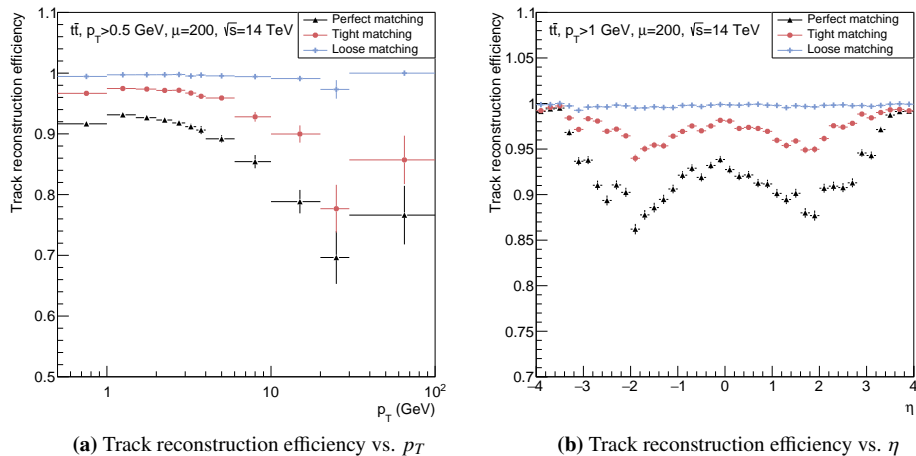 tt̄, p_T>0.5 GeV, μ=200, √s=14 TeV
Perfect matching
Tight matching
Loose matching
Track reconstruction efficiency
1.1
1
0.9
0.8
0.7
0.6
0.5
1
10
10²
p_T (GeV)
(a) Track reconstruction efficiency vs. p_T
tt̄, p_T>1 GeV, μ=200, √s=14 TeV
Perfect matching
Tight matching
Loose matching
Track reconstruction efficiency
1.1
1.05
1
0.95
0.9
0.85
0.8
0.75
0.7
−4 −3 −2 −1 0 1 2 3 4
η
(b) Track reconstruction efficiency vs. η